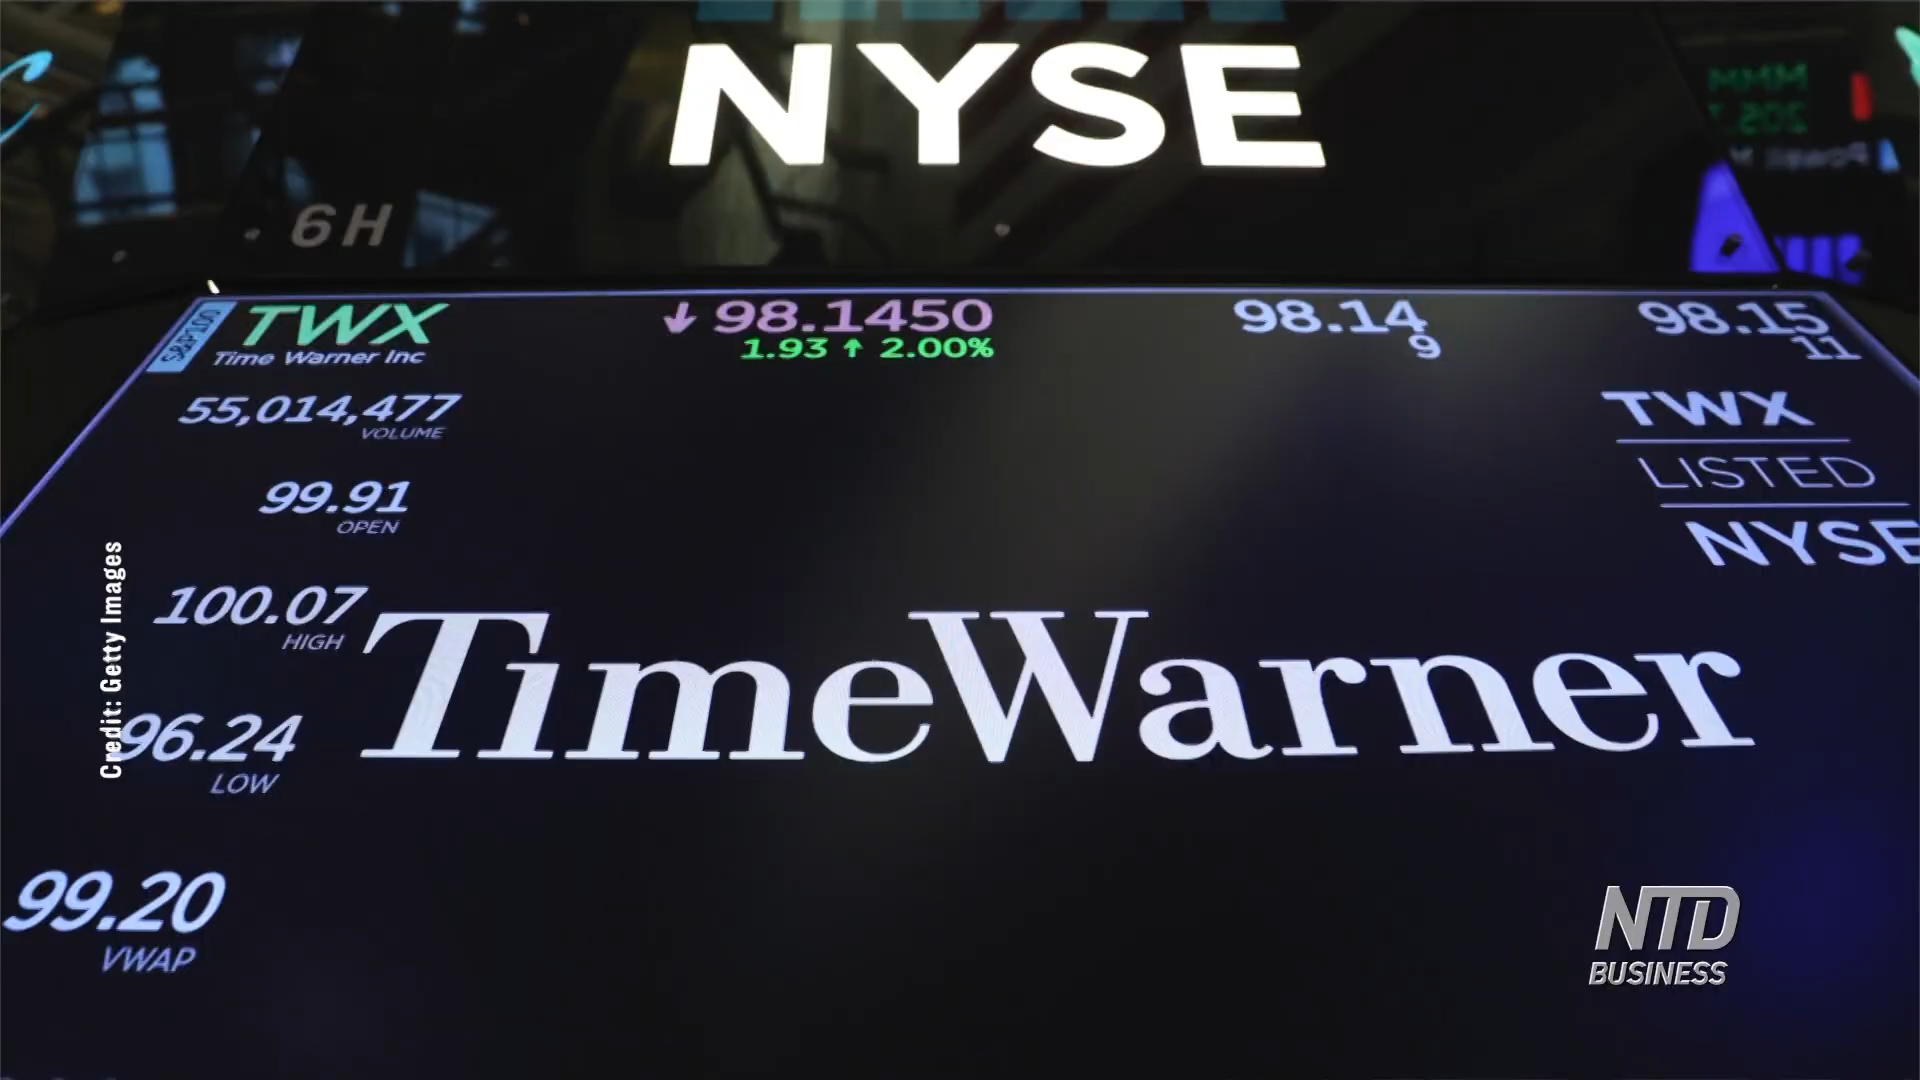 NYSE
6H
S&P100
TWX
Time Warner Inc
98.1450
1.93 ↑ 2.00%
98.14
9
98.15
11
55,014,477
VOLUME
99.91
OPEN
100.07
HIGH
96.24
LOW
99.20
VWAP
TWX
LISTED
NYSE
TimeWarner
Credit: Getty Images
NTD
BUSINESS